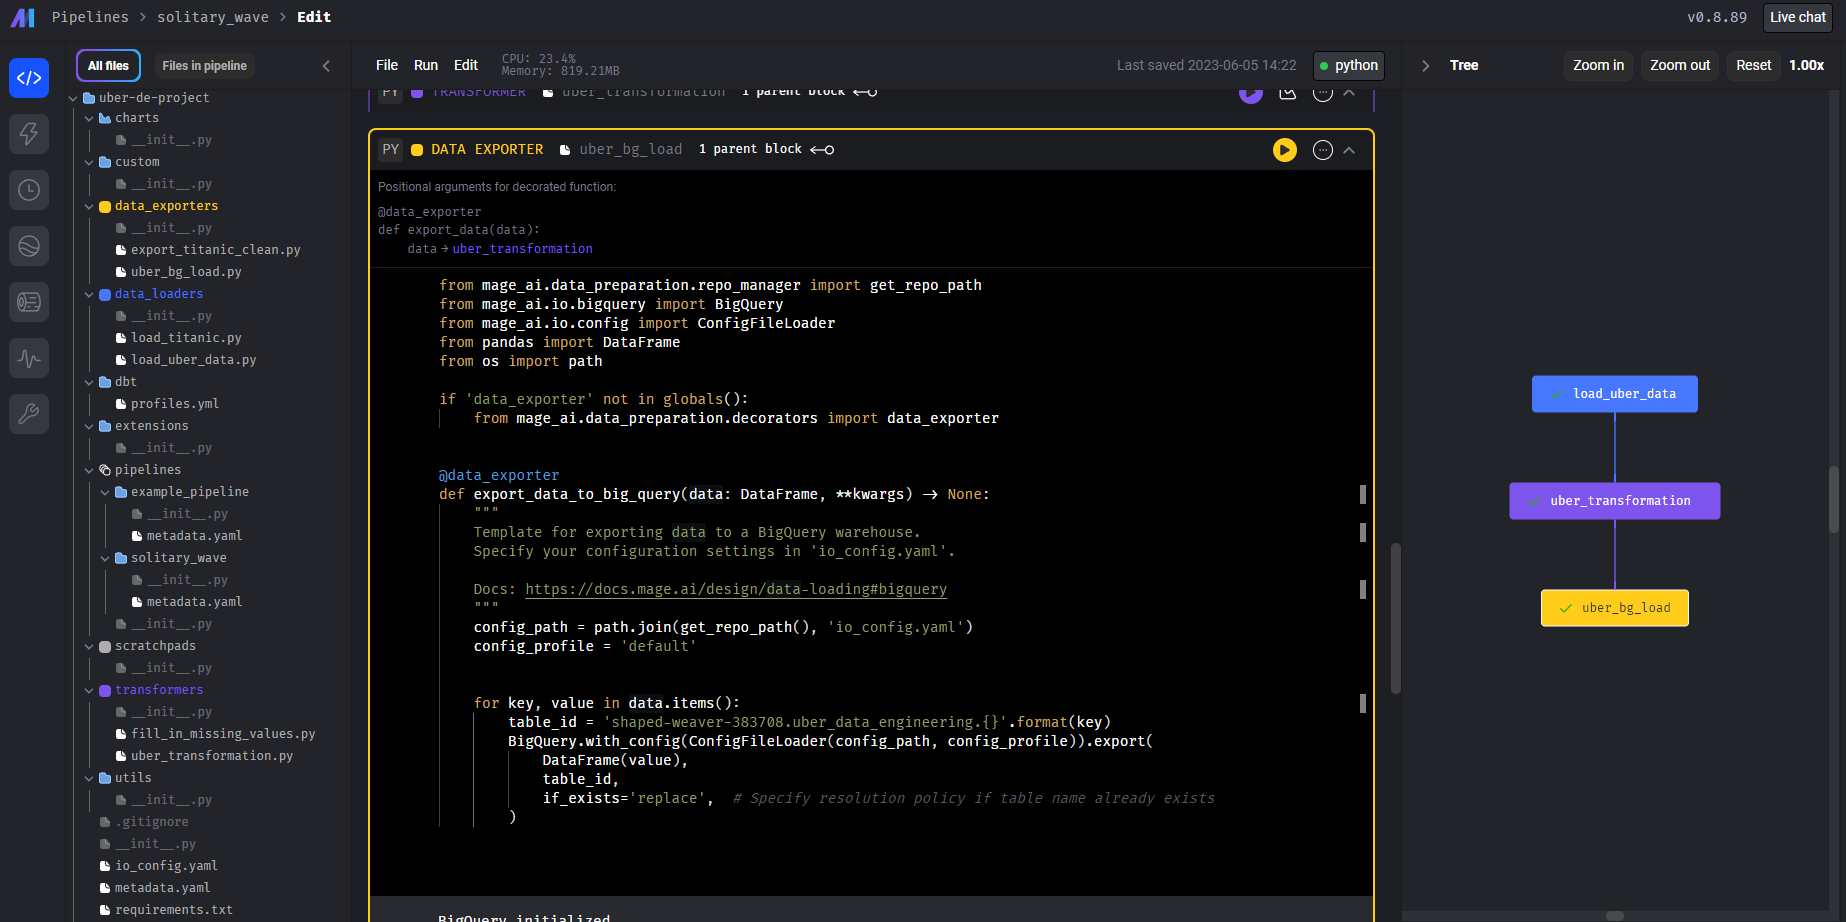 Pipelines > solitary_wave > Edit
v0.8.89
Live chat
All files
Files in pipeline
File Run Edit
CPU: 23.4%
Memory: 819.21MB
Last saved 2023-06-05 14:22
python
Tree
Zoom in
Zoom out
Reset
1.00x
uber-de-project
charts
__init__.py
custom
__init__.py
data_exporters
__init__.py
export_titanic_clean.py
uber_bg_load.py
data_loaders
__init__.py
load_titanic.py
load_uber_data.py
dbt
profiles.yml
extensions
__init__.py
pipelines
example_pipeline
__init__.py
metadata.yaml
solitary_wave
__init__.py
metadata.yaml
__init__.py
scratchpads
__init__.py
transformers
__init__.py
fill_in_missing_values.py
uber_transformation.py
utils
__init__.py
.gitignore
__init__.py
io_config.yaml
metadata.yaml
requirements.txt
PY TRANSFORMER uber_transformation 1 parent block
PY DATA EXPORTER uber_bg_load 1 parent block
Positional arguments for decorated function:
@data_exporter
def export_data(data):
data → uber_transformation
from mage_ai.data_preparation.repo_manager import get_repo_path
from mage_ai.io.bigquery import BigQuery
from mage_ai.io.config import ConfigFileLoader
from pandas import DataFrame
from os import path
if 'data_exporter' not in globals():
from mage_ai.data_preparation.decorators import data_exporter
@data_exporter
def export_data_to_big_query(data: DataFrame, **kwargs) -> None:
"""
Template for exporting data to a BigQuery warehouse.
Specify your configuration settings in 'io_config.yaml'.
Docs: https://docs.mage.ai/design/data-loading#bigquery
"""
config_path = path.join(get_repo_path(), 'io_config.yaml')
config_profile = 'default'
for key, value in data.items():
table_id = 'shaped-weaver-383708.uber_data_engineering.{}'.format(key)
BigQuery.with_config(ConfigFileLoader(config_path, config_profile)).export(
DataFrame(value),
table_id,
if_exists='replace', # Specify resolution policy if table name already exists
)
BigQuery initialized
load_uber_data
uber_transformation
uber_bg_load